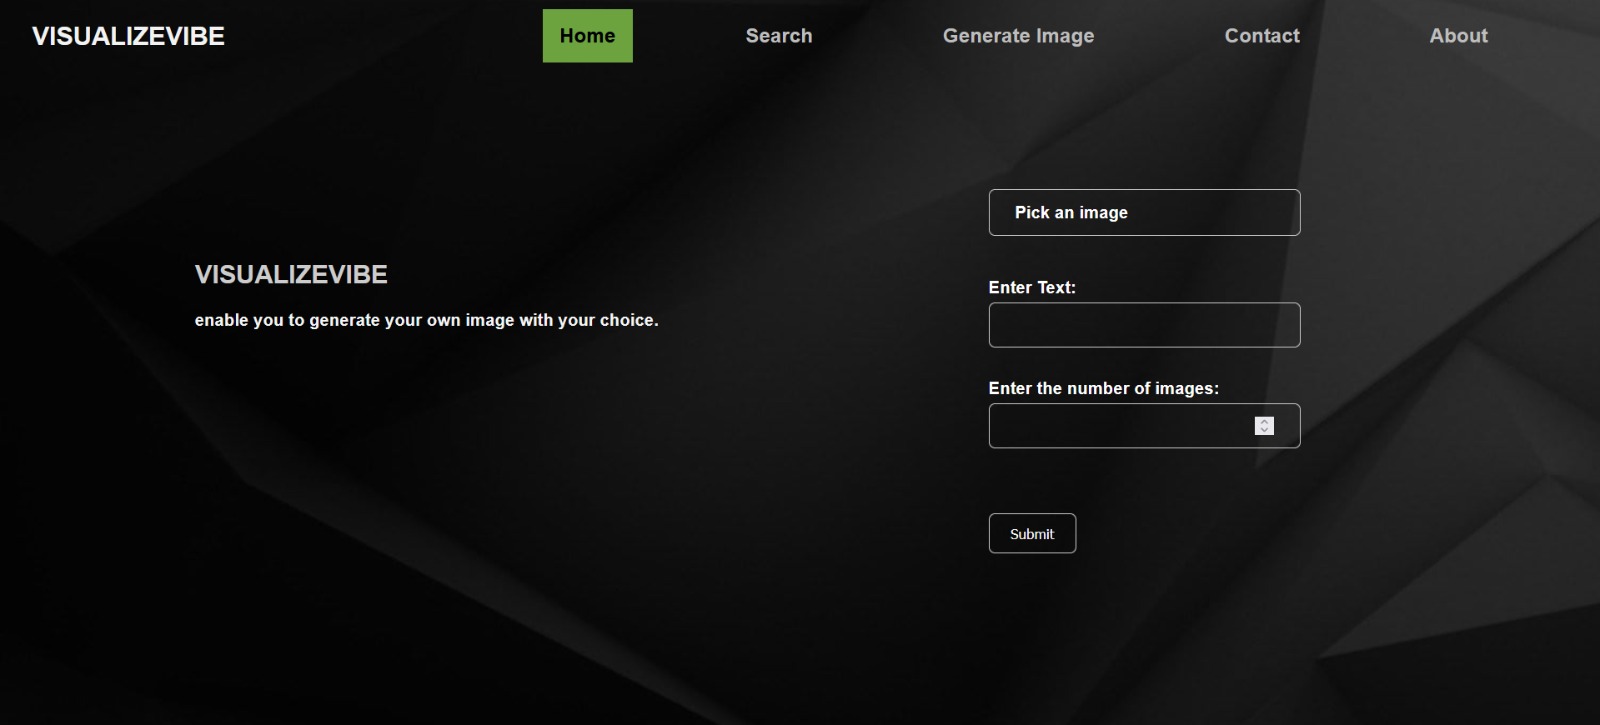 VISUALIZEVIBE
Home
Search
Generate Image
Contact
About
VISUALIZEVIBE
enable you to generate your own image with your choice.
Pick an image
Enter Text:
Enter the number of images:
Submit